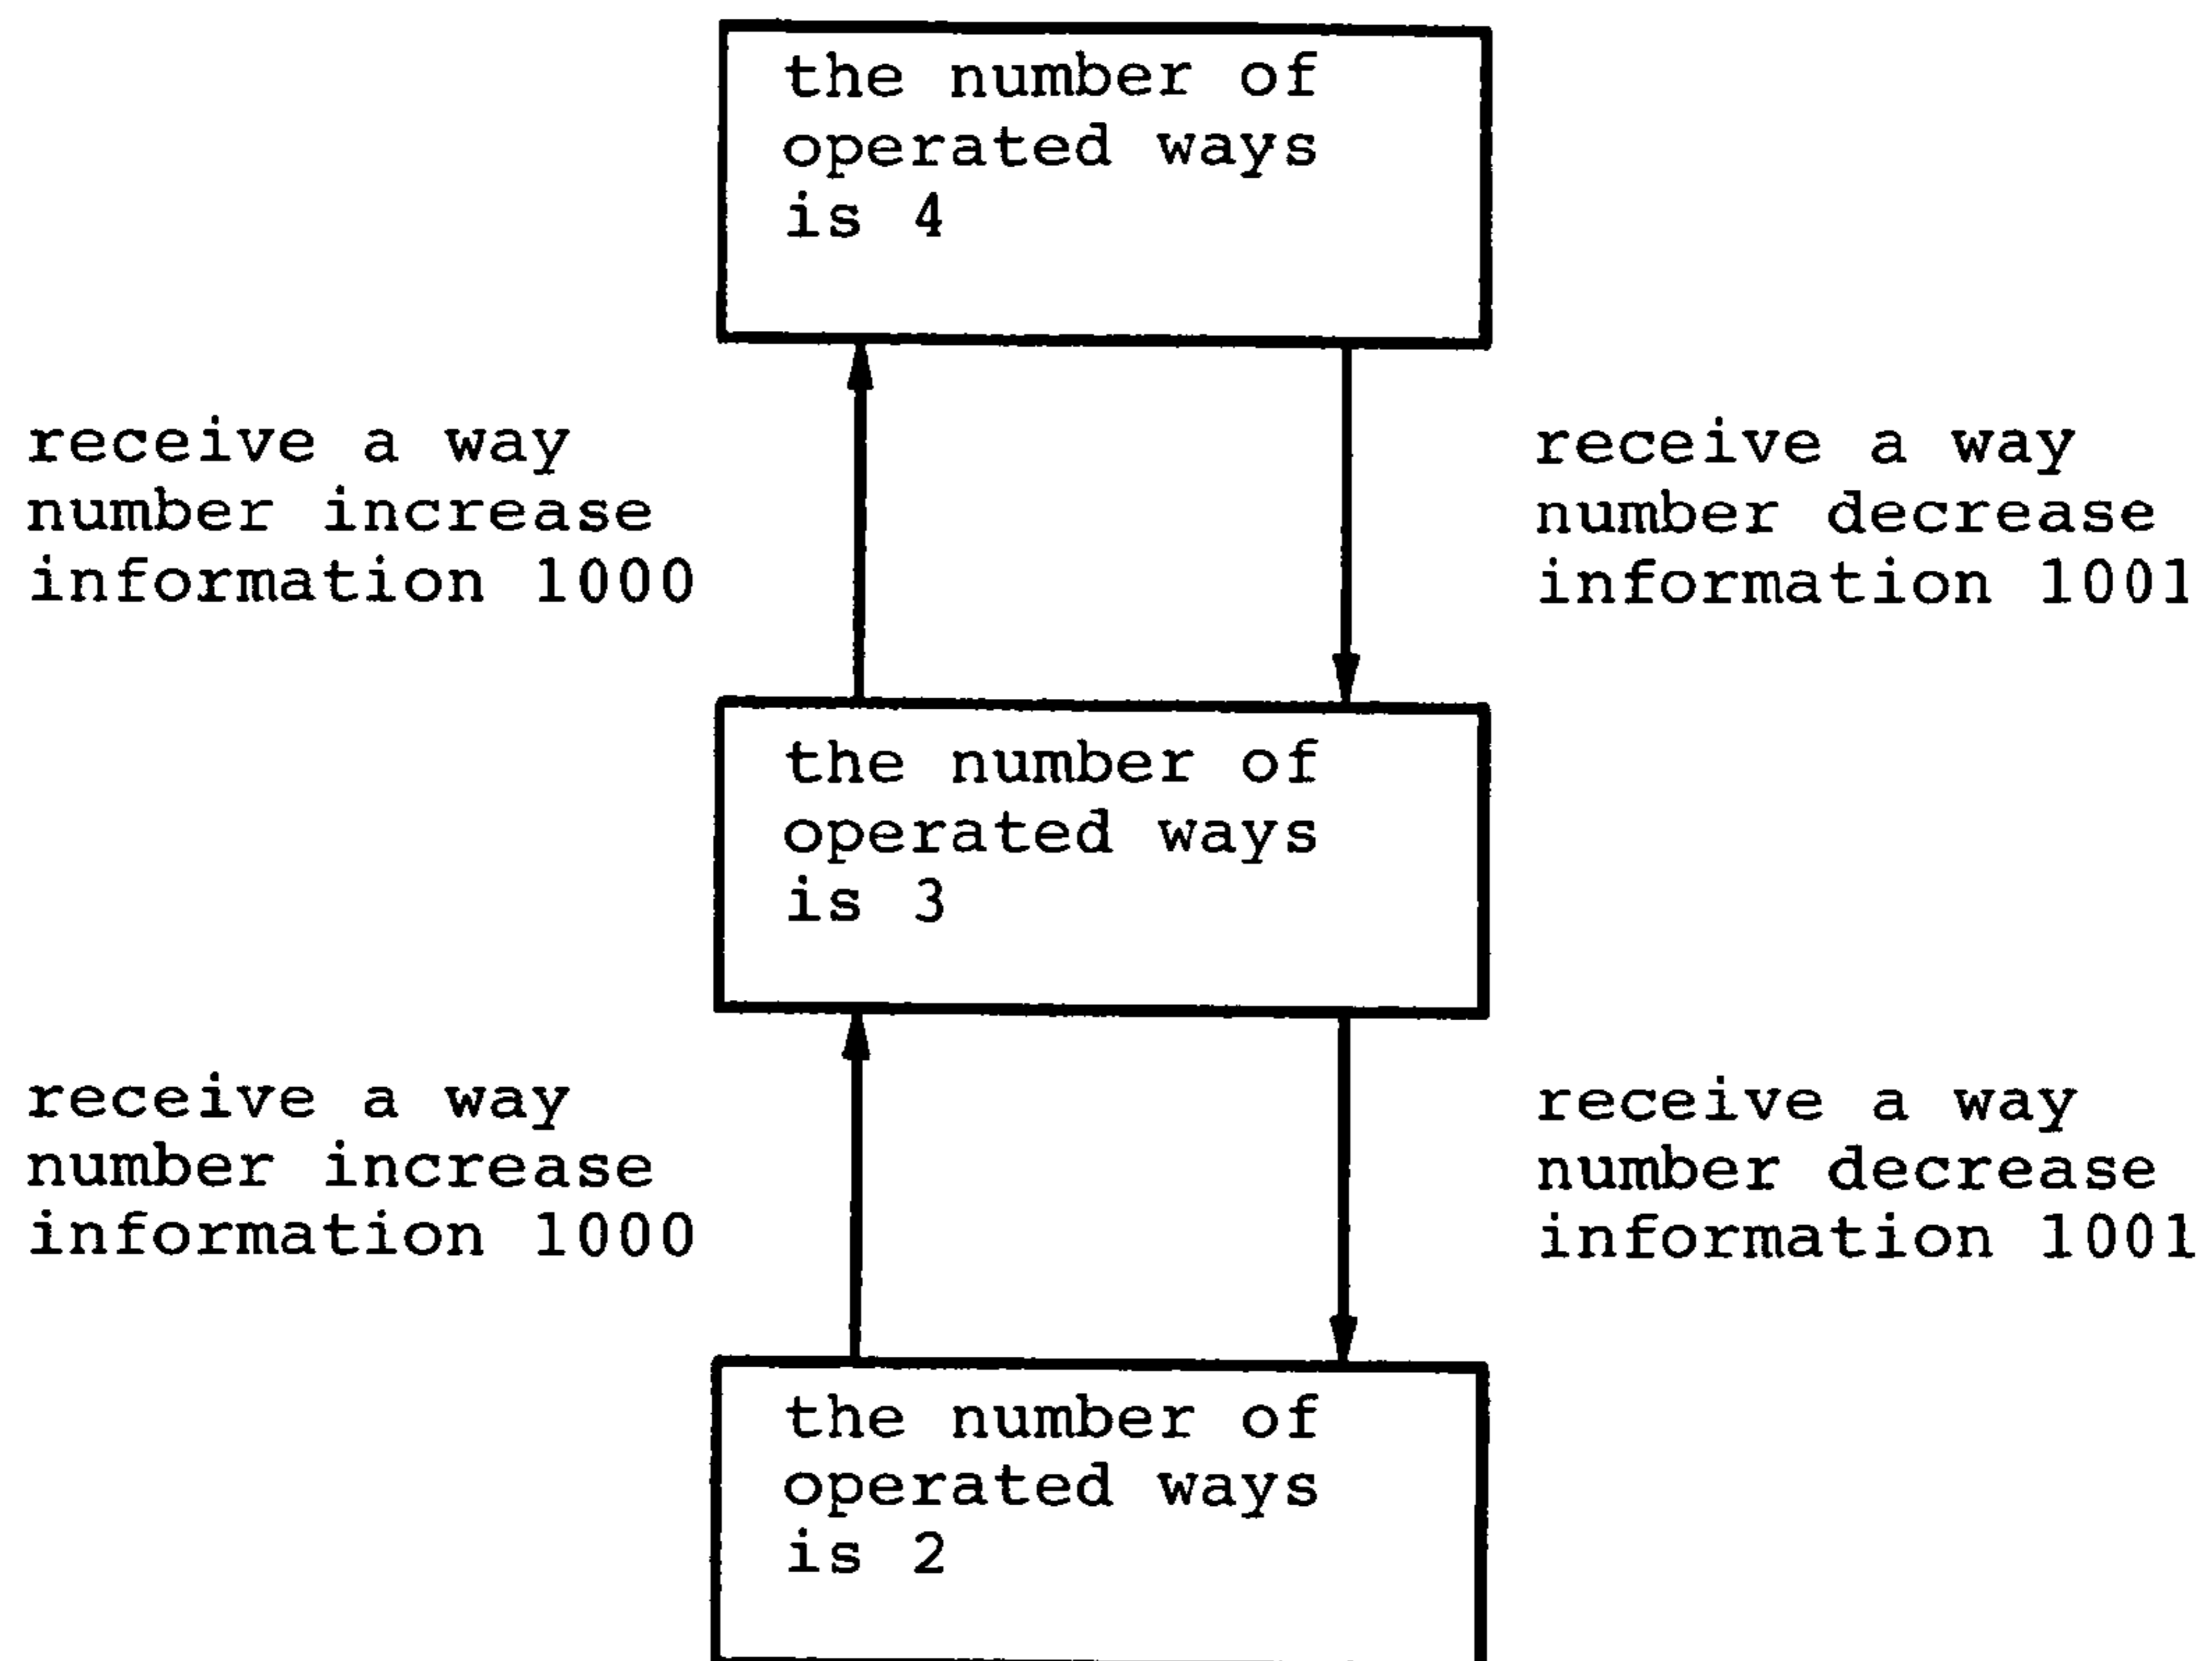 the number of
operated ways
is 4
receive a way
number increase
information 1000
receive a way
number decrease
information 1001
the number of
operated ways
is 3
receive a way
number increase
information 1000
receive a way
number decrease
information 1001
the number of
operated ways
is 2